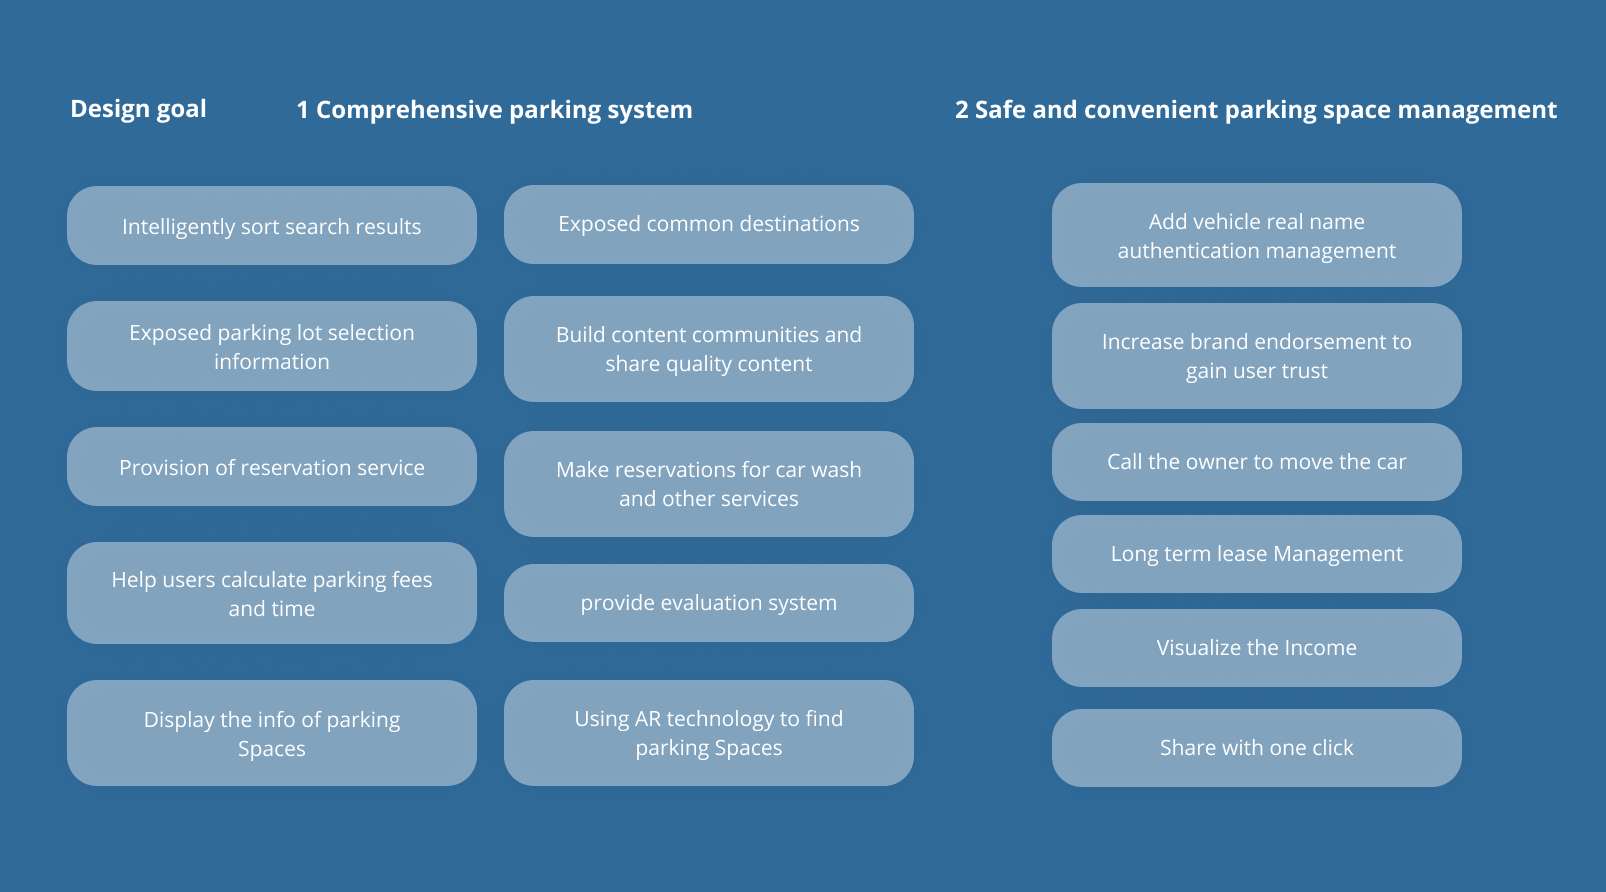 Design goal
1 Comprehensive parking system
Intelligently sort search results
Exposed parking lot selection
information
Provision of reservation service
Help users calculate parking fees
and time
Display the info of parking
Spaces
Exposed common destinations
Build content communities and
share quality content
Make reservations for car wash
and other services
provide evaluation system
Using AR technology to find
parking Spaces
2 Safe and convenient parking space management
Add vehicle real name
authentication management
Increase brand endorsement to
gain user trust
Call the owner to move the car
Long term lease Management
Visualize the Income
Share with one click